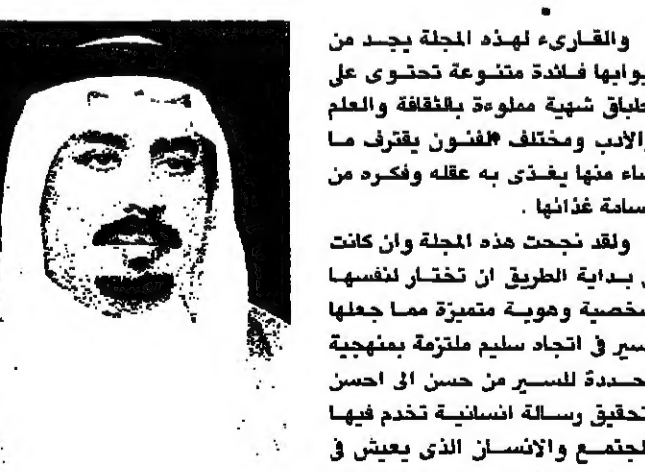 والقارىء لهذه المجلة يجد من
بوابها فائدة متنوعة تحتوى على
طباق شهية مملوءة بالثقافة والعلم
والأدب ومختلف الفنون يقترف ما
ساء منها يغذى به عقله وفكره من
سامة غذائها .
ولقد نجحت هذه المجلة وان كانت
بداية الطريق ان تختار لنفسها
شخصية وهوية متميزة مما جعلها
سير في اتجاه سليم ملتزمة بمنهجية
حددة للسير من حسن الى احسن
تحقيق رسالة انسانية تخدم فيها
لجتمع والانسان الذى يعيش في